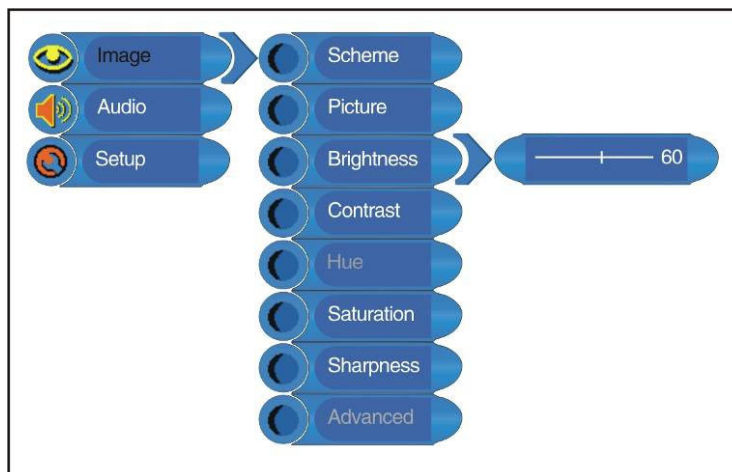 Image
Audio
Setup
Scheme
Picture
Brightness
Contrast
Hue
Saturation
Sharpness
Advanced
60